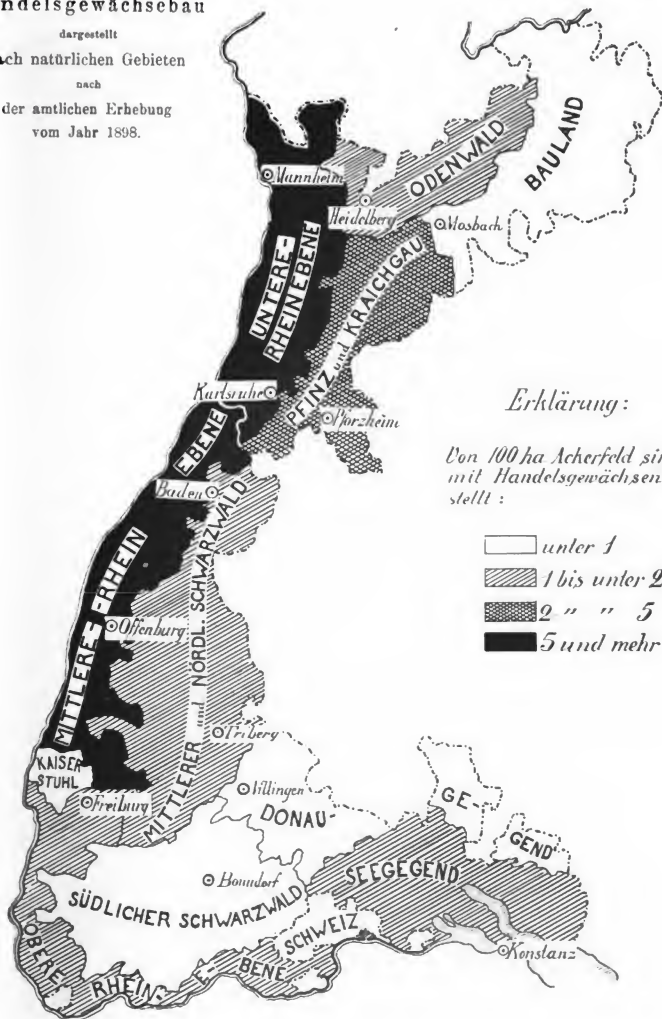 ndelsgewächsebau
dargestellt
ch natürlichen Gebieten
nach
der amtlichen Erhebung
vom Jahr 1898.
Mannheim
ODENWALD
BAULAND
Heidelberg
Mosbach
UNTERE-
RHEINEBENE
PFINZ und KRAICHGAU
Karlsruhe
Pforzheim
EBENE
Baden
MITTLERE-RHEIN
MITTLERER und NÖRDL. SCHWARZWALD
Offenburg
Triberg
KAISER
STUHL
Freiburg
Villingen
DONAU-
GE-
GEND
Bonndorf
SEEGEGEND
SÜDLICHER SCHWARZWALD
SCHWEIZ
OBERE
RHEIN-
EBENE
Konstanz
Erklärung:
Von 100 ha Ackerfeld sin
mit Handelsgewächsen
stellt:
unter 1
1 bis unter 2
2 " " 5
5 und mehr